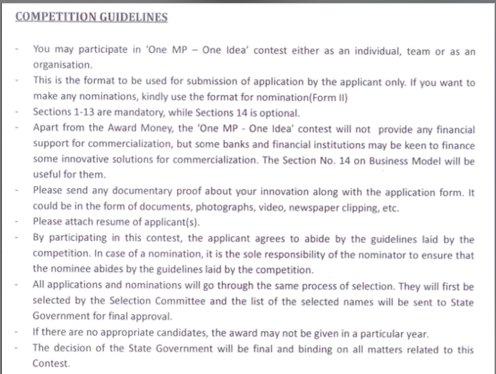 COMPETITION GUIDELINES
- You may participate in 'One MP – One Idea' contest either as an individual, team or as an
organisation.
- This is the format to be used for submission of application by the applicant only. If you want to
make any nominations, kindly use the format for nomination(Form II)
- Sections 1-13 are mandatory, while Sections 14 is optional.
- Apart from the Award Money, the 'One MP - One Idea' contest will not provide any financial
support for commercialization, but some banks and financial institutions may be keen to finance
some innovative solutions for commercialization. The Section No. 14 on Business Model will be
useful for them.
- Please send any documentary proof about your innovation along with the application form. It
could be in the form of documents, photographs, video, newspaper clipping, etc.
- Please attach resume of applicant(s).
- By participating in this contest, the applicant agrees to abide by the guidelines laid by the
competition. In case of a nomination, it is the sole responsibility of the nominator to ensure that
the nominee abides by the guidelines laid by the competition.
- All applications and nominations will go through the same process of selection. They will first be
selected by the Selection Committee and the list of the selected names will be sent to State
Government for final approval.
- If there are no appropriate candidates, the award may not be given in a particular year.
- The decision of the State Government will be final and binding on all matters related to this
Contest.